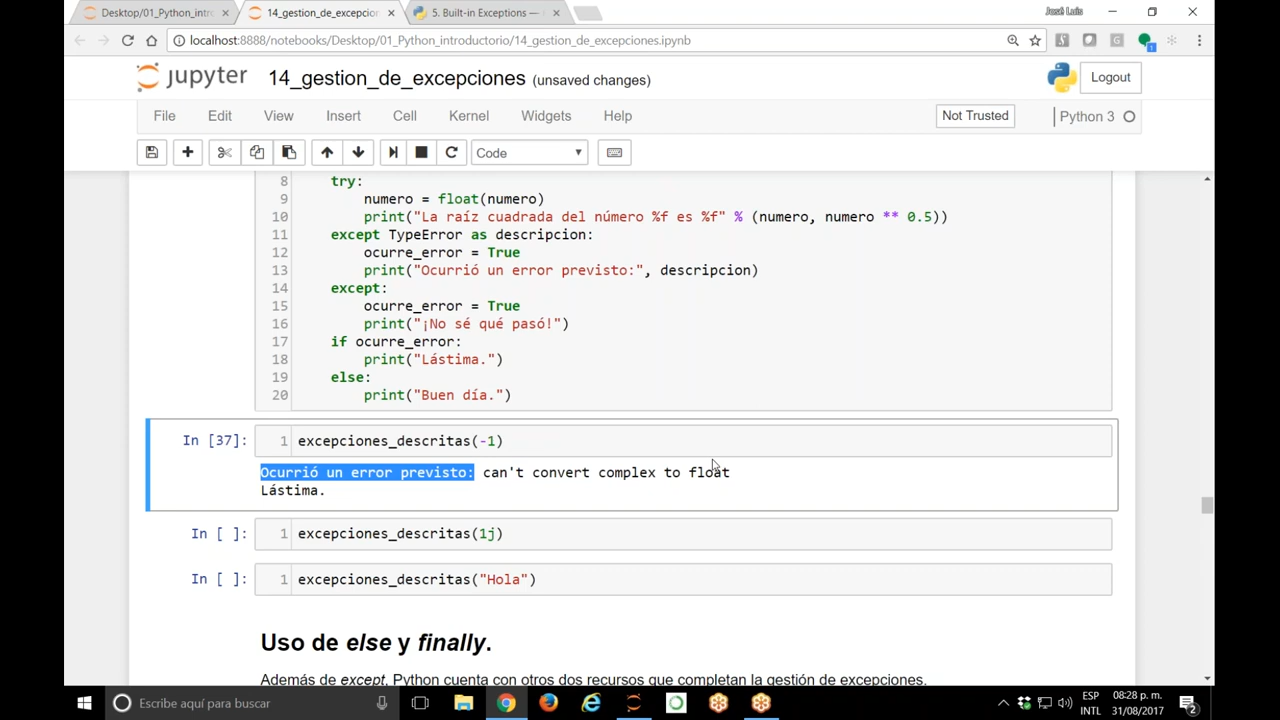 Desktop/01_Python_intro
14_gestion_de_excepcion
5. Built-in Exceptions —
José Luis
localhost:8888/notebooks/Desktop/01_Python_introductorio/14_gestion_de_excepciones.ipynb
jupyter 14_gestion_de_excepciones (unsaved changes)
Logout
File Edit View Insert Cell Kernel Widgets Help
Not Trusted
Python 3
Code
8 try:
9 numero = float(numero)
10 print("La raíz cuadrada del número %f es %f" % (numero, numero ** 0.5))
11 except TypeError as descripcion:
12 ocurre_error = True
13 print("Ocurrió un error previsto:", descripcion)
14 except:
15 ocurre_error = True
16 print("¡No sé qué pasó!")
17 if ocurre_error:
18 print("Lástima.")
19 else:
20 print("Buen día.")
In [37]: 1 excepciones_descritas(-1)
Ocurrió un error previsto: can't convert complex to float
Lástima.
In [ ]: 1 excepciones_descritas(1j)
In [ ]: 1 excepciones_descritas("Hola")
Uso de else y finally.
Además de except, Python cuenta con otros dos recursos que completan la gestión de excepciones.
Escribe aquí para buscar
ESP
INTL
08:28 p. m.
31/08/2017
2